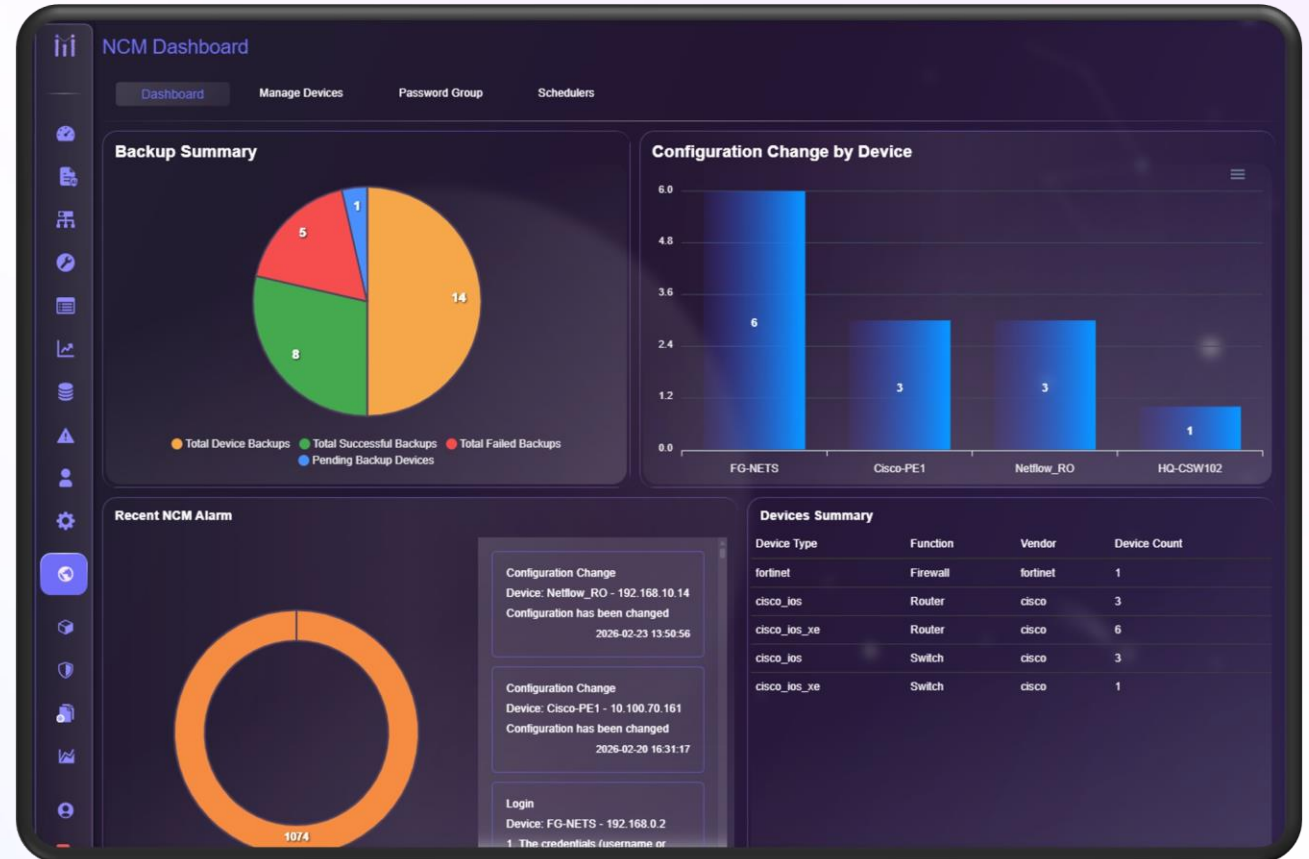 NCM Dashboard
Dashboard Manage Devices Password Group Schedulers
Backup Summary
1
5
14
8
Total Device Backups Total Successful Backups Total Failed Backups
Pending Backup Devices
Configuration Change by Device
6.0
4.8
3.6
2.4
1.2
0.0
6
3
3
1
FG-NETS Cisco-PE1 Netflow_RO HQ-CSW102
Recent NCM Alarm
1074
Configuration Change
Device: Netflow_RO - 192.168.10.14
Configuration has been changed
2026-02-23 13:50:56
Configuration Change
Device: Cisco-PE1 - 10.100.70.161
Configuration has been changed
2026-02-20 16:31:17
Login
Device: FG-NETS - 192.168.0.2
1. The credentials (username or
Devices Summary
Device Type Function Vendor Device Count
fortinet Firewall fortinet 1
cisco_ios Router cisco 3
cisco_ios_xe Router cisco 6
cisco_ios Switch cisco 3
cisco_ios_xe Switch cisco 1